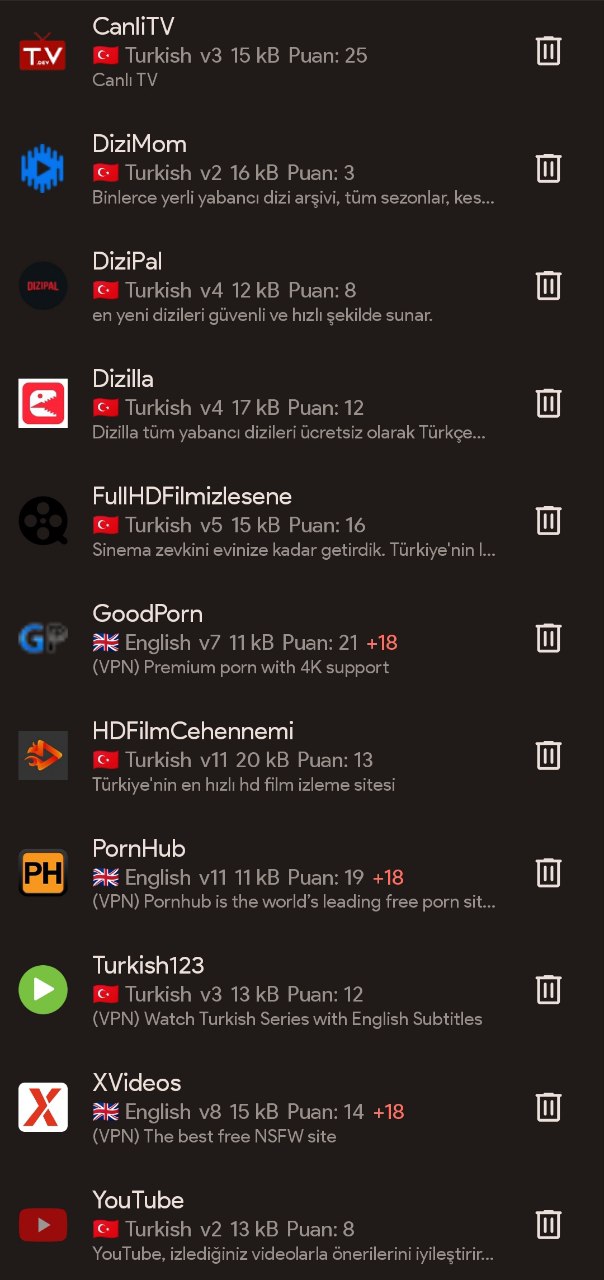 CanliTV
Turkish v3 15 kB Puan: 25
Canlı TV
DiziMom
Turkish v2 16 kB Puan: 3
Binlerce yerli yabancı dizi arşivi, tüm sezonlar, kes...
DiziPal
DIZIPAL
Turkish v4 12 kB Puan: 8
en yeni dizileri güvenli ve hızlı şekilde sunar.
Dizilla
Turkish v4 17 kB Puan: 12
Dizilla tüm yabancı dizileri ücretsiz olarak Türkçe...
FullHDFilmizlesene
Turkish v5 15 kB Puan: 16
Sinema zevkini evinize kadar getirdik. Türkiye'nin l...
GoodPorn
GP
English v7 11 kB Puan: 21 +18
(VPN) Premium porn with 4K support
HDFilmCehennemi
Turkish v11 20 kB Puan: 13
Türkiye'nin en hızlı hd film izleme sitesi
PornHub
PH
English v11 11 kB Puan: 19 +18
(VPN) Pornhub is the world's leading free porn sit...
Turkish123
Turkish v3 13 kB Puan: 12
(VPN) Watch Turkish Series with English Subtitles
XVideos
X
English v8 15 kB Puan: 14 +18
(VPN) The best free NSFW site
YouTube
Turkish v2 13 kB Puan: 8
YouTube, izlediğiniz videolarla önerilerini iyileştirir...